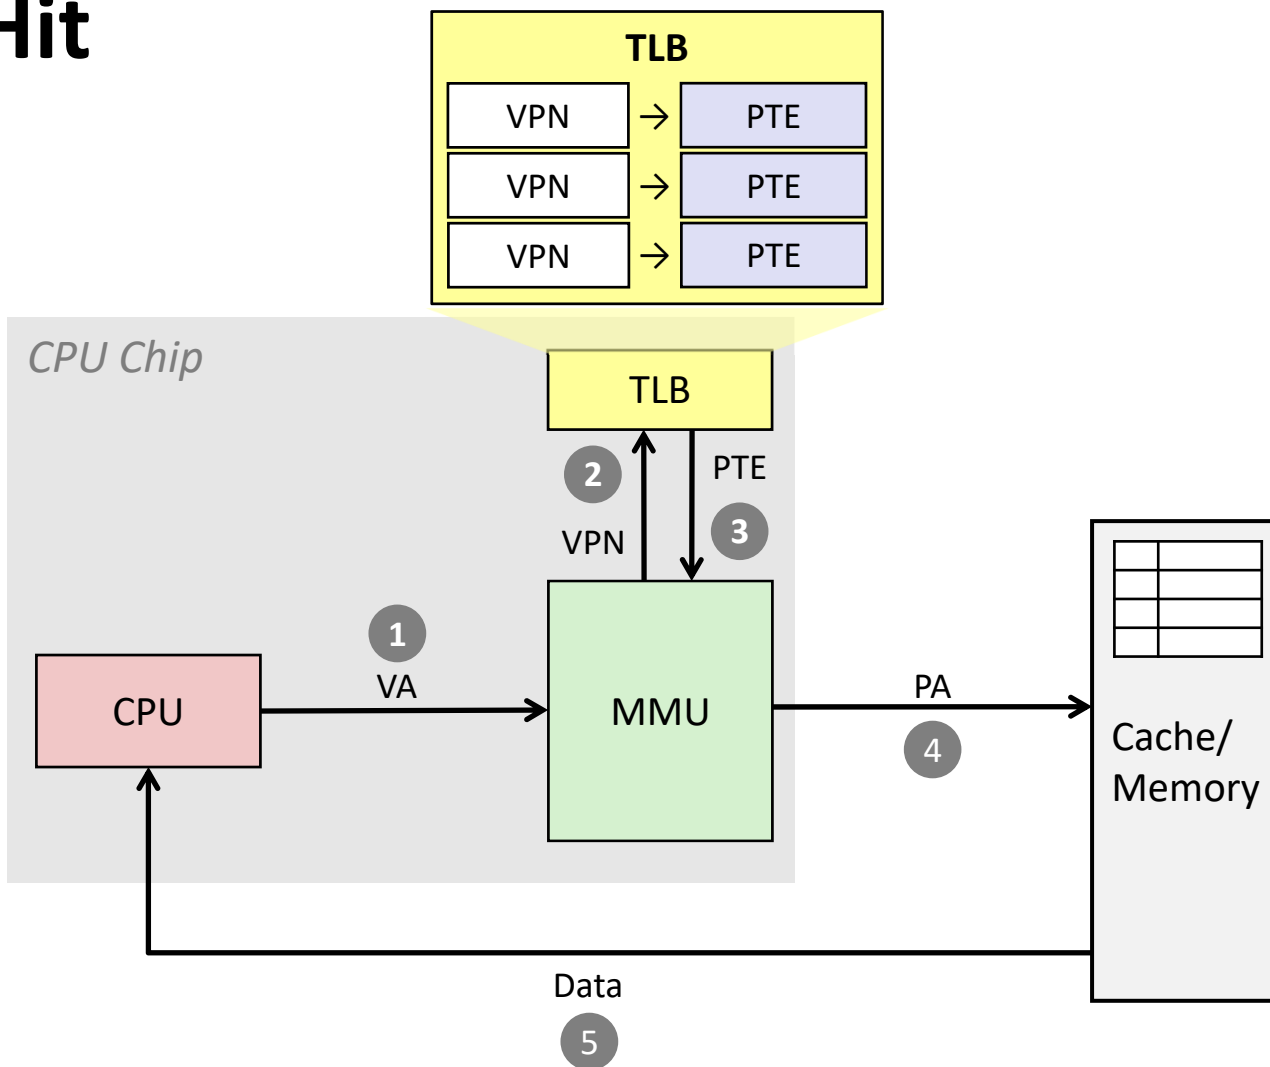 Hit
TLB
VPN → PTE
VPN → PTE
VPN → PTE
CPU Chip
TLB
2
PTE
VPN
3
1
VA
CPU
MMU
PA
4
Cache/
Memory
Data
5